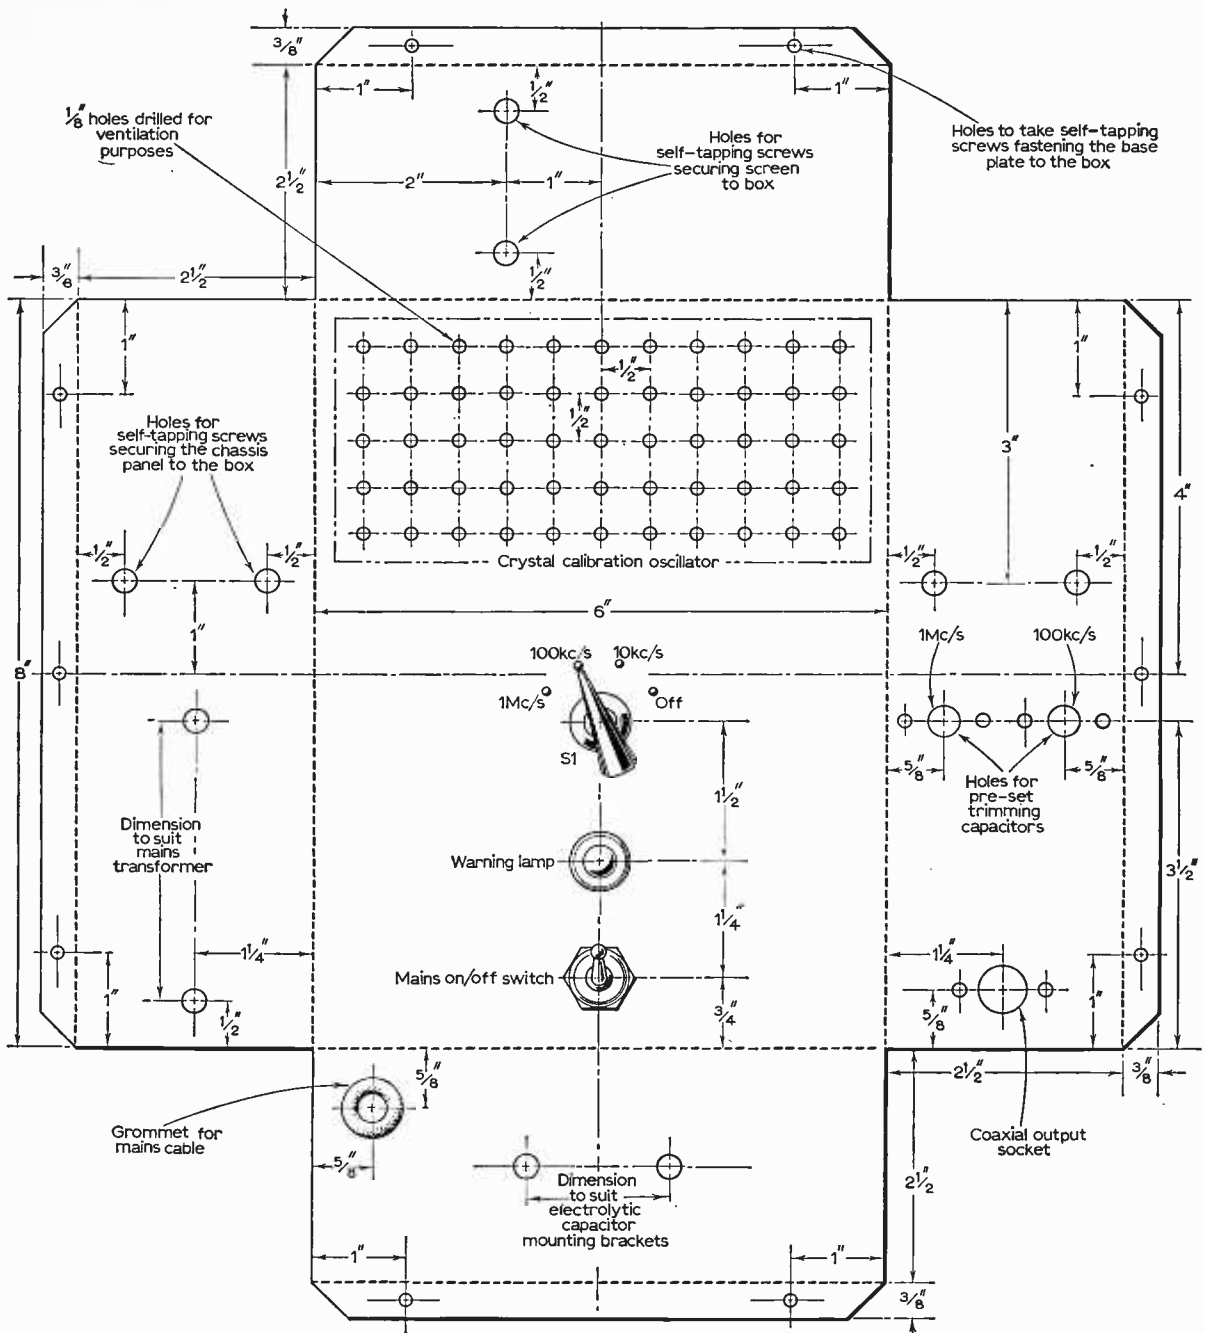 3/8"
1"
1"
1/2"
1/8" holes drilled for
ventilation
purposes
Holes for
self-tapping screws
securing screen
to box
Holes to take self-tapping
screws fastening the base
plate to the box
2 1/2"
2"
1"
1/2"
3/8"
2 1/2"
1"
1/2"
1/2"
1"
3"
4"
Holes for
self-tapping screws
securing the chassis
panel to the box
1/2"
1/2"
Crystal calibration oscillator
1/2"
1/2"
6"
1"
8"
100kc/s
10kc/s
1Mc/s
Off
S1
1Mc/s
100kc/s
5/8"
5/8"
Holes for
pre-set
trimming
capacitors
Dimension
to suit
mains
transformer
1 1/2"
Warning lamp
3 1/2"
1 1/4"
1 1/4"
1 1/4"
Mains on/off switch
1"
1/2"
3/4"
5/8"
1"
5/8"
2 1/2"
3/8"
Grommet for
mains cable
5/8"
Coaxial output
socket
Dimension
to suit
electrolytic
capacitor
mounting brackets
2 1/2"
1"
1"
3/8"